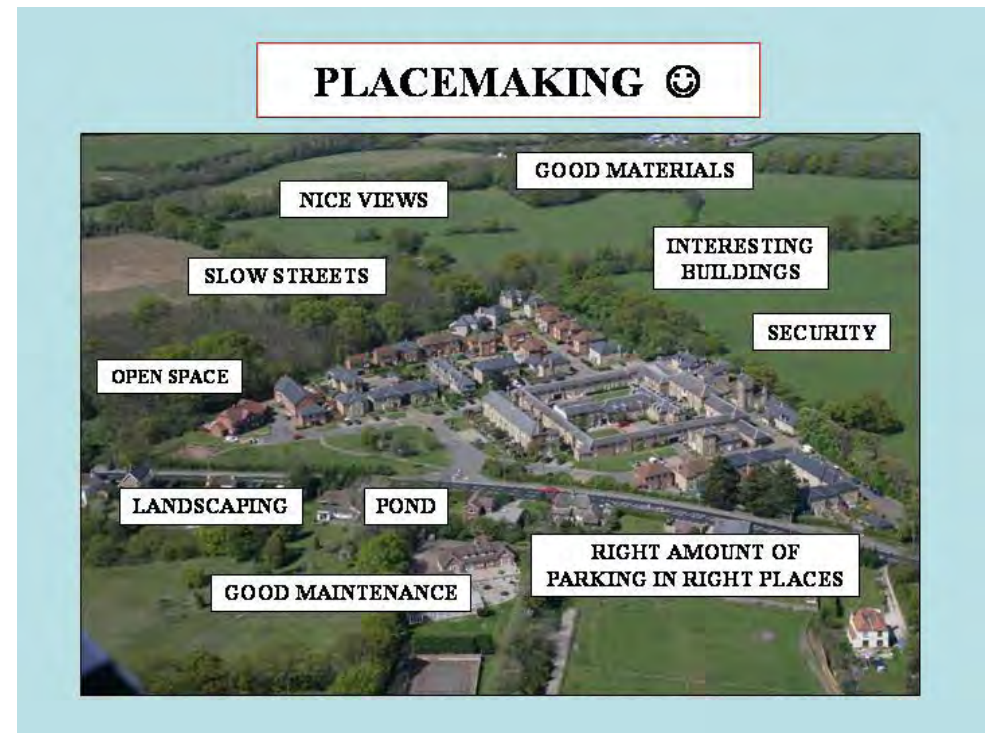 PLACEMAKING ☺
GOOD MATERIALS
NICE VIEWS
INTERESTING
BUILDINGS
SLOW STREETS
SECURITY
OPEN SPACE
LANDSCAPING
POND
RIGHT AMOUNT OF
PARKING IN RIGHT PLACES
GOOD MAINTENANCE